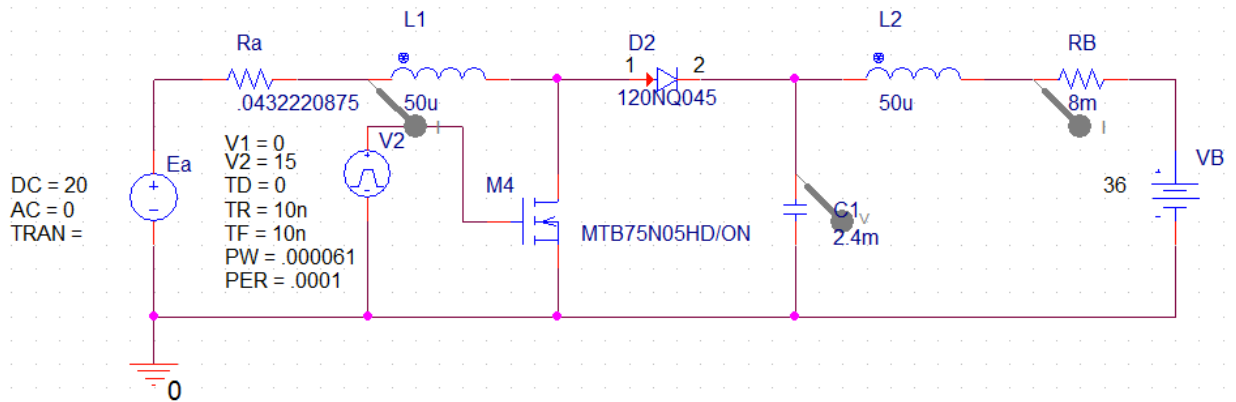 L1
L2
Ra
D2
RB
1
2
.0432220875
50u
120NQ045
50u
8m
I
I
V1 = 0
V2 = 15
TD = 0
TR = 10n
TF = 10n
PW = .000061
PER = .0001
V2
Ea
DC = 20
AC = 0
TRAN =
M4
MTB75N05HD/ON
C1
V
2.4m
VB
36
0